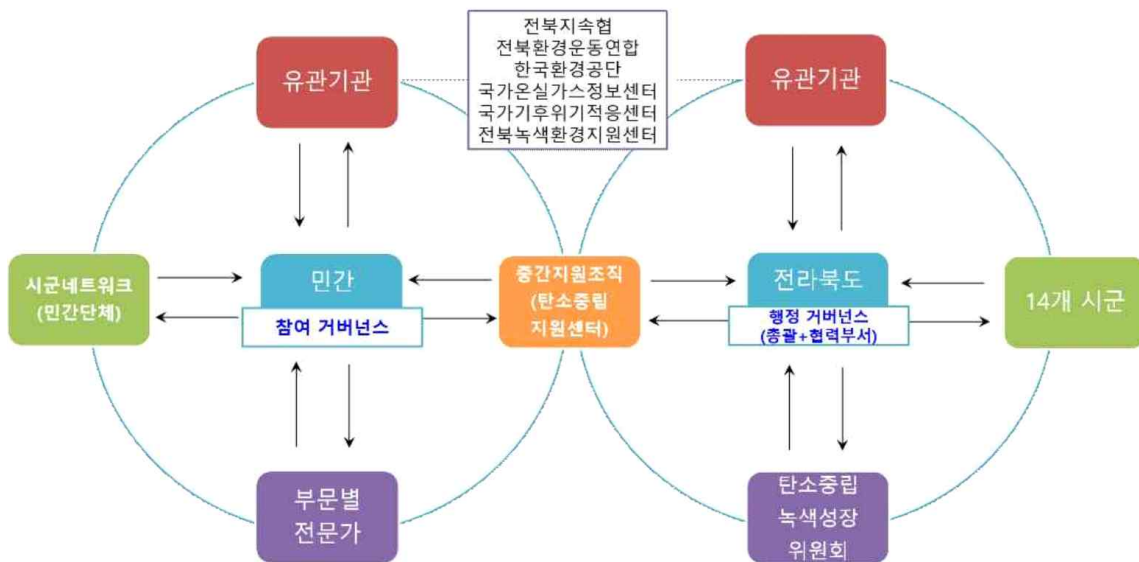 전북지속협
전북환경운동연합
한국환경공단
국가온실가스정보센터
국가기후위기적응센터
전북녹색환경지원센터
유관기관
유관기관
시군네트워크
(민간단체)
민간
참여 거버넌스
중간지원조직
(탄소중립
지원센터)
전라북도
행정 거버넌스
(총괄+협력부서)
14개 시군
부문별
전문가
탄소중립
녹색성장
위원회